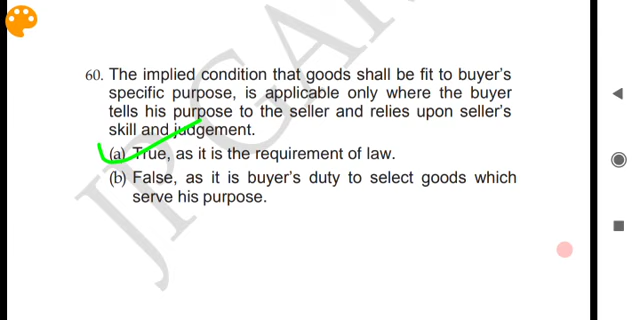 60. The implied condition that goods shall be fit to buyer's
specific purpose, is applicable only where the buyer
tells his purpose to the seller and relies upon seller's
skill and judgement.
(a) True, as it is the requirement of law.
(b) False, as it is buyer's duty to select goods which
serve his purpose.